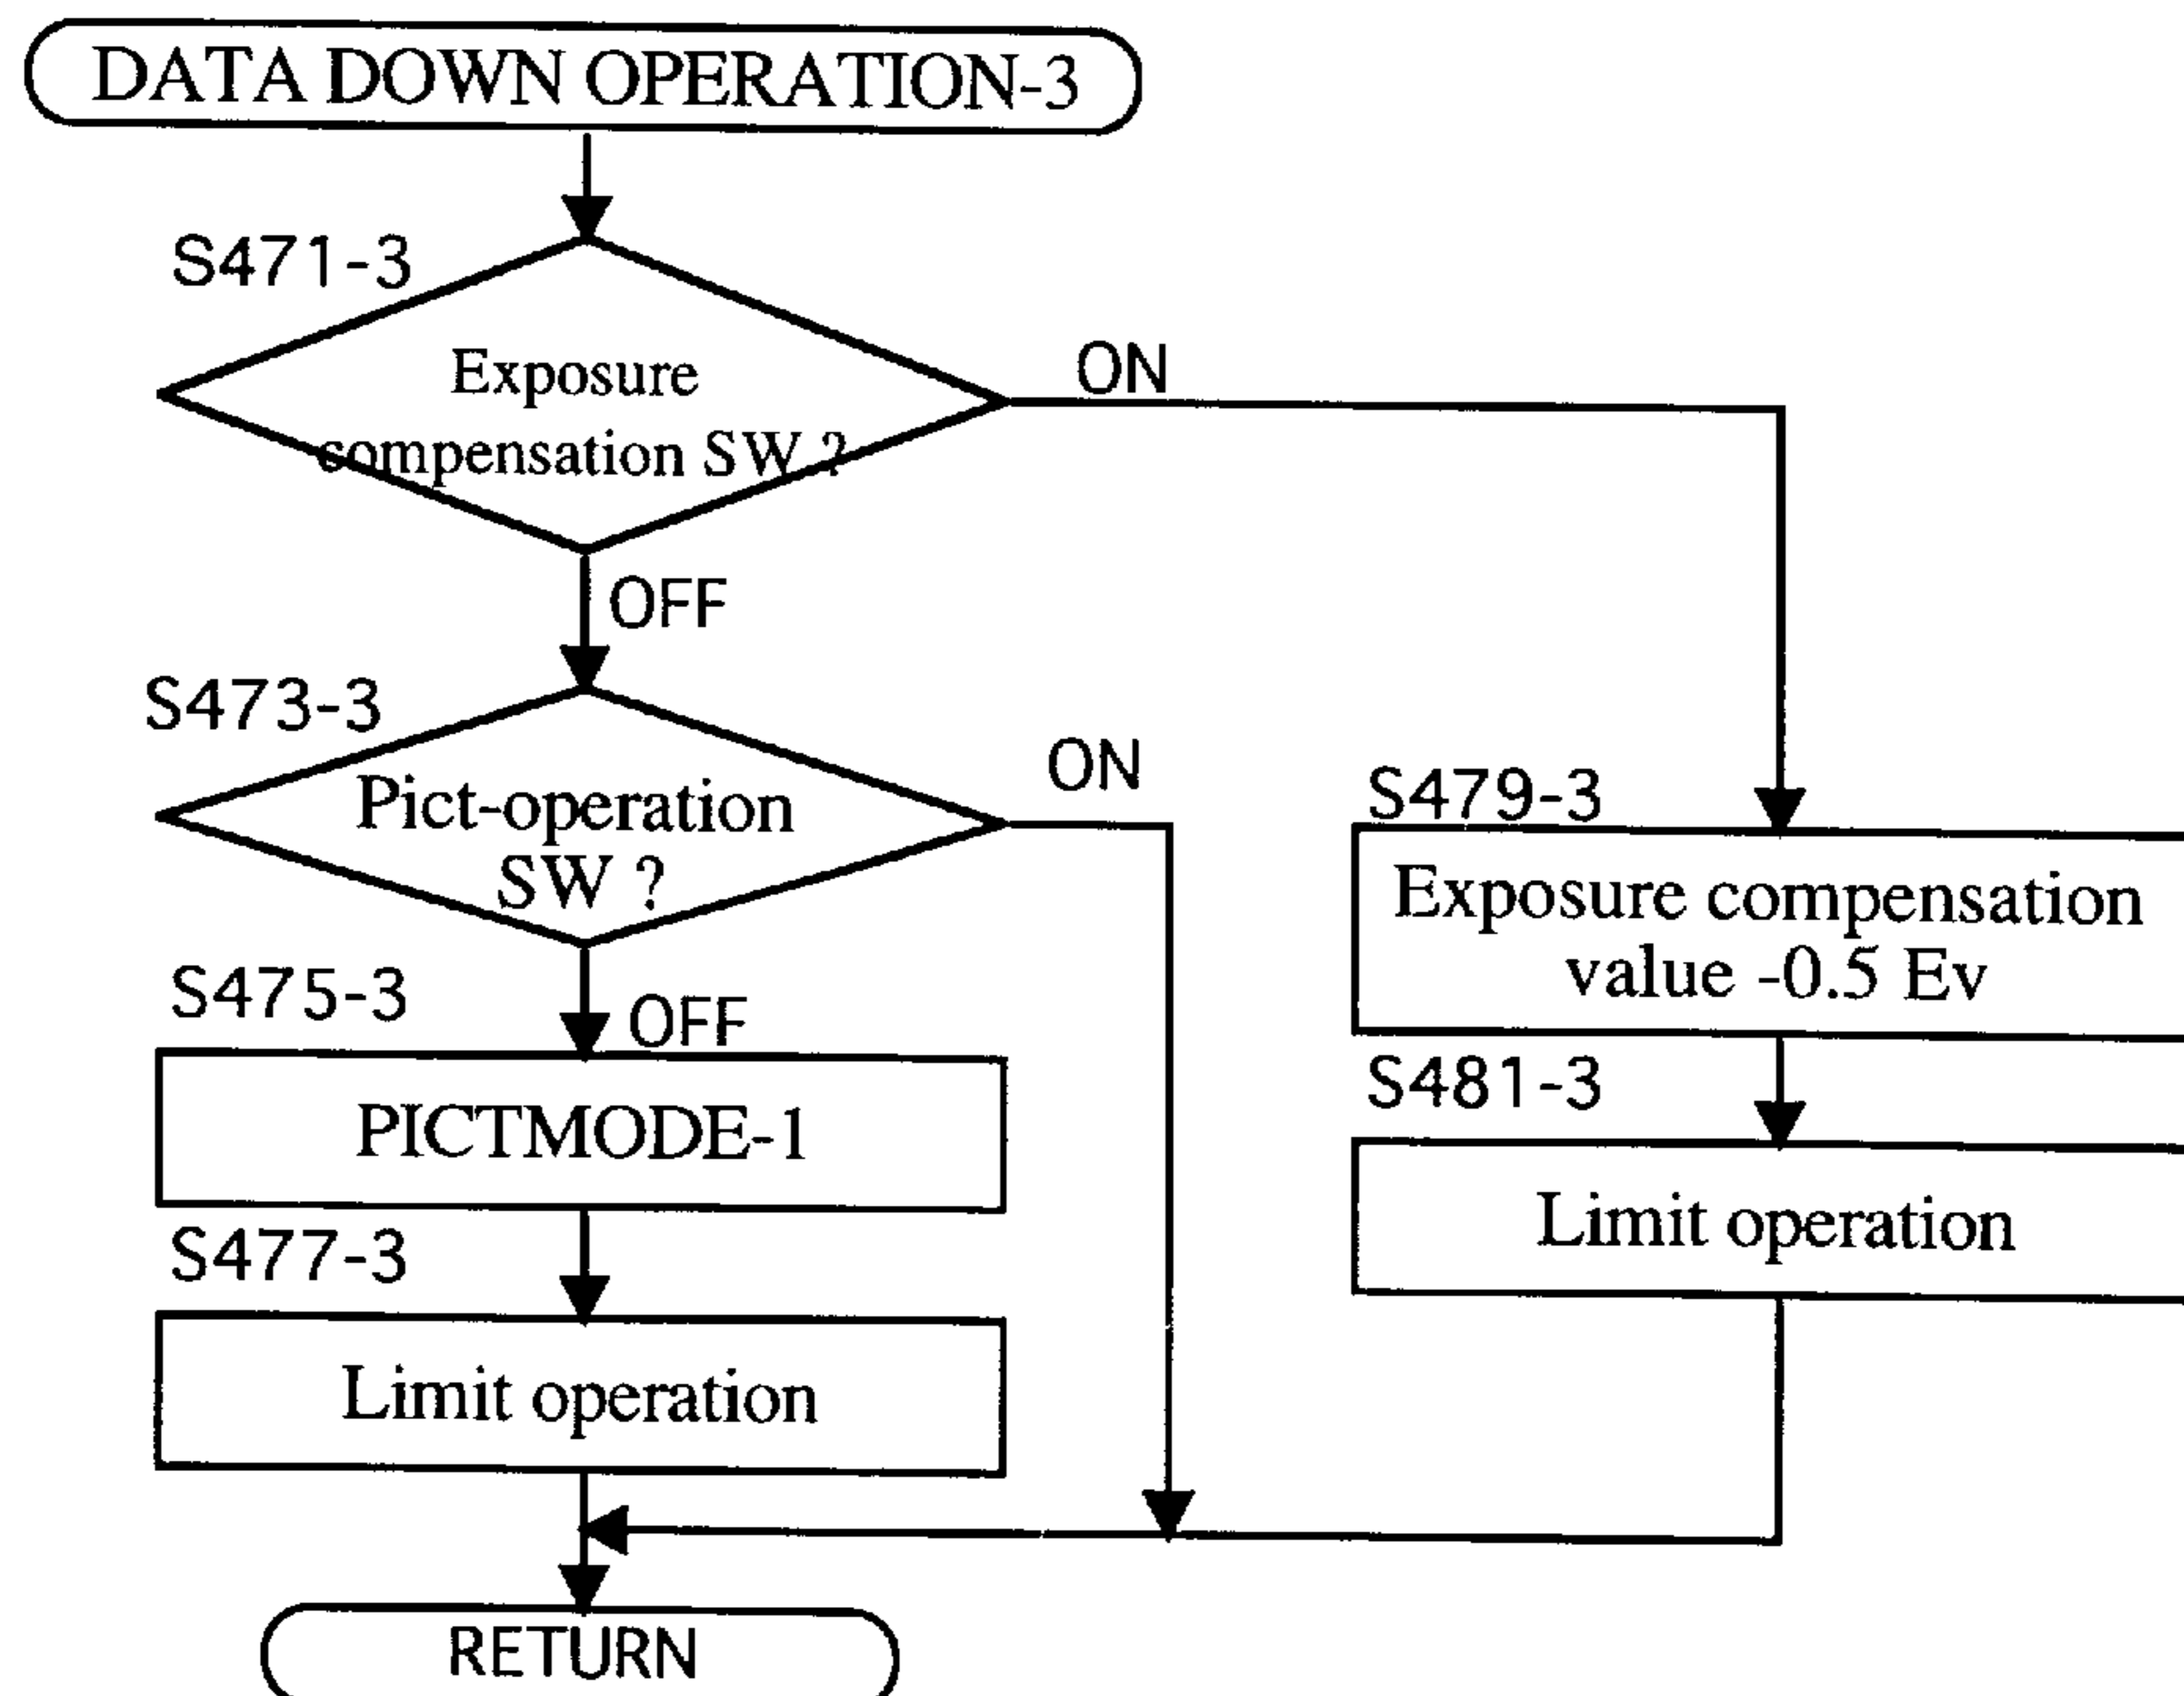 DATA DOWN OPERATION-3
S471-3
Exposure
compensation SW ?
ON
OFF
S473-3
Pict-operation
SW ?
ON
OFF
S475-3
PICTMODE-1
S477-3
Limit operation
S479-3
Exposure compensation
value -0.5 Ev
S481-3
Limit operation
RETURN